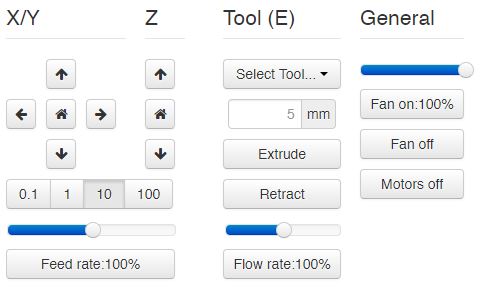 X/Y
Z
Tool (E)
General
Select Tool...
5 mm
Extrude
Retract
0.1 1 10 100
Feed rate:100%
Flow rate:100%
Fan on:100%
Fan off
Motors off